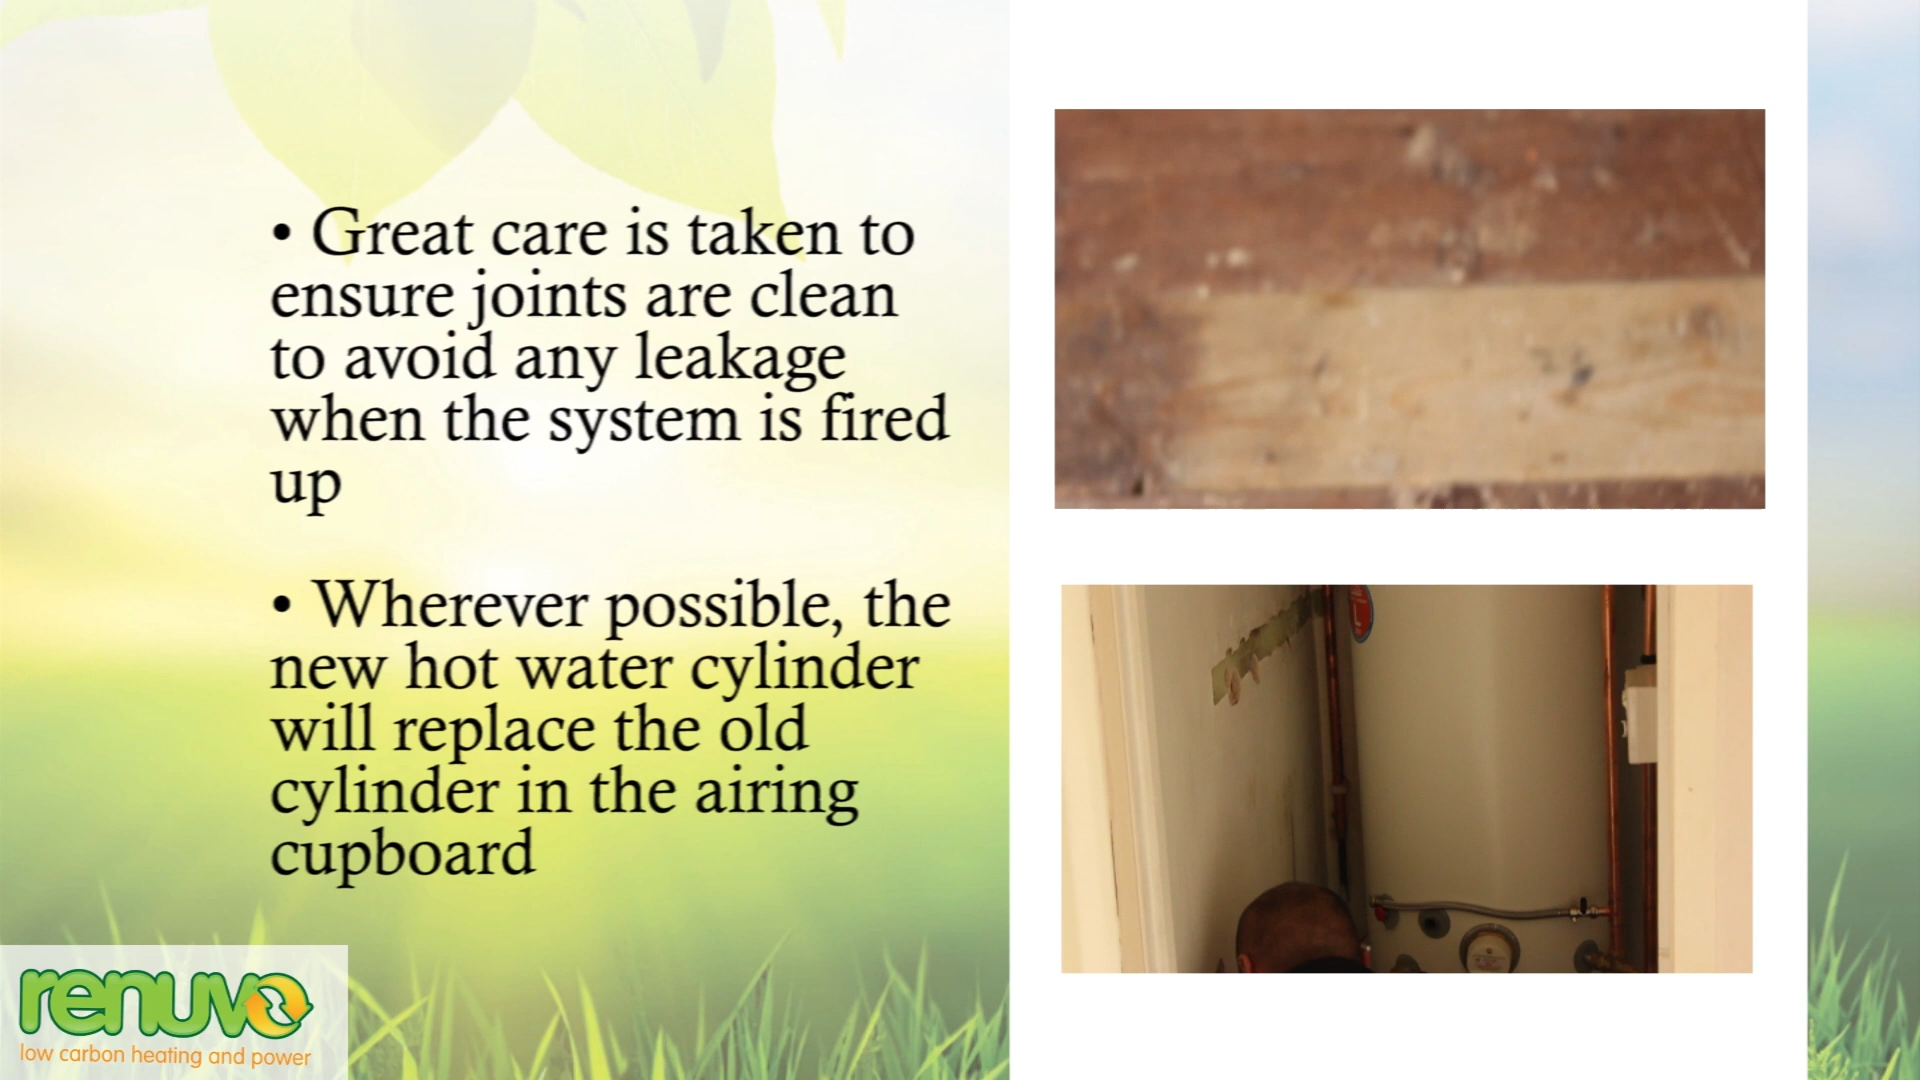 • Great care is taken to
ensure joints are clean
to avoid any leakage
when the system is fired
up
• Wherever possible, the
new hot water cylinder
will replace the old
cylinder in the airing
cupboard
renuvo
low carbon heating and power